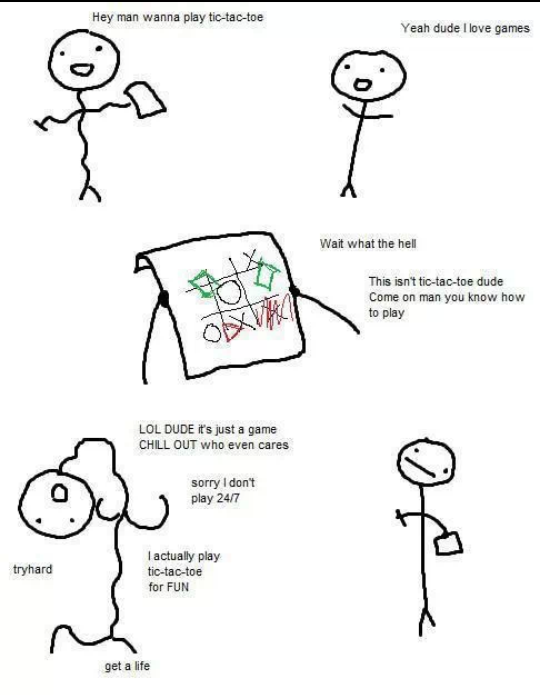 Hey man wanna play tic-tac-toe
Yeah dude I love games
Wait what the hell
This isn't tic-tac-toe dude
Come on man you know how
to play
LOL DUDE it's just a game
CHILL OUT who even cares
sorry I don't
play 24/7
I actually play
tic-tac-toe
for FUN
tryhard
get a life